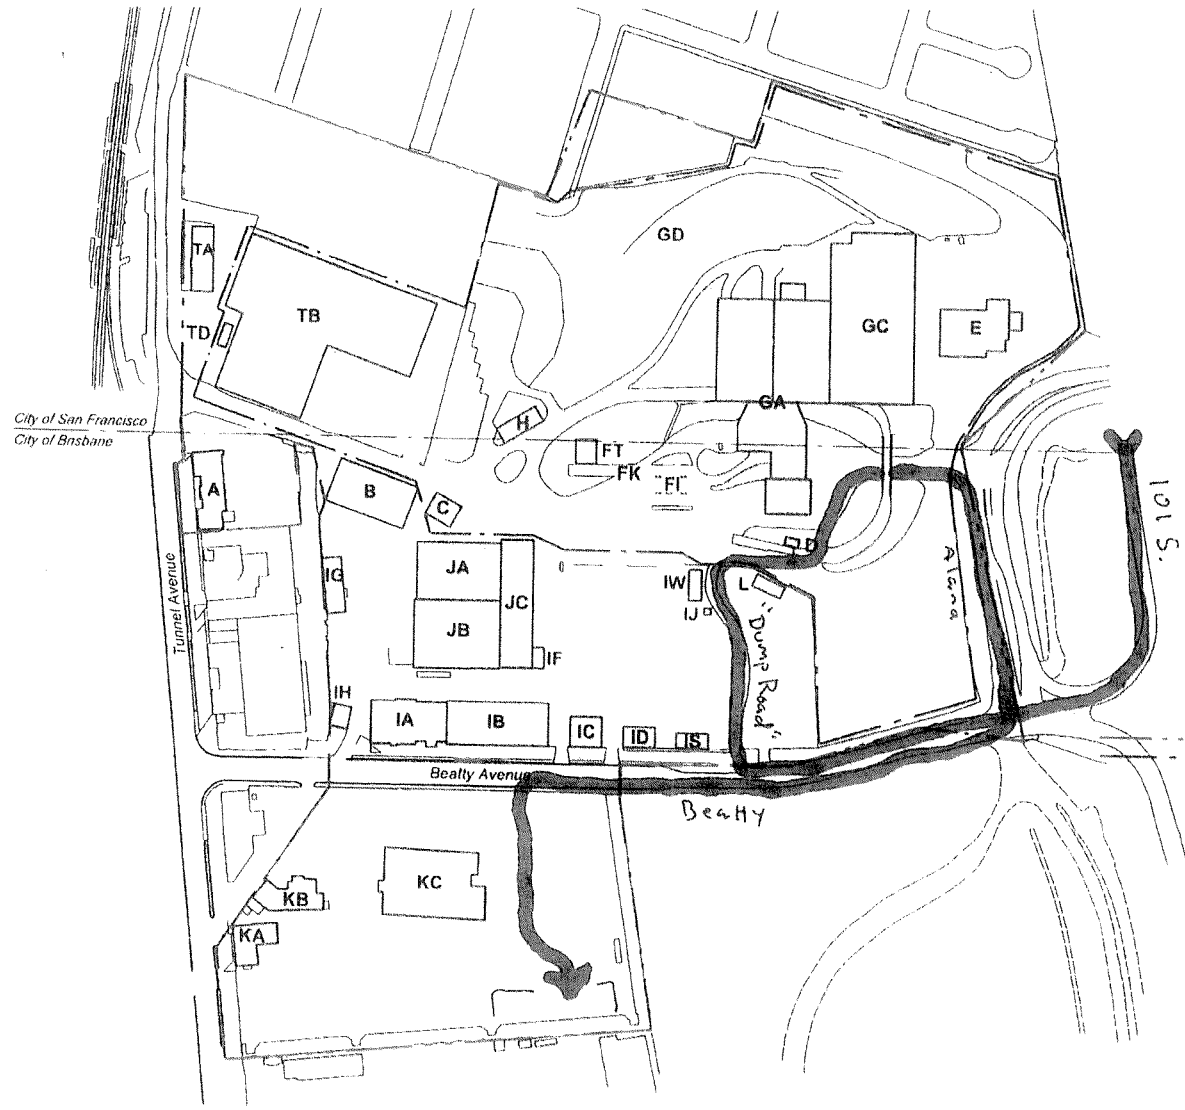 GD
TA
TB
TD
GC
E
GA
City of San Francisco
City of Brisbane
H
FT
FK
FI
A
B
C
D
101 S.
Tunnel Avenue
IG
JA
JC
JB
IF
IW
IJ
L
"Dump Road"
Alana
IH
IA
IB
IC
ID
IS
Beatty Avenue
Beatty
KC
KB
KA